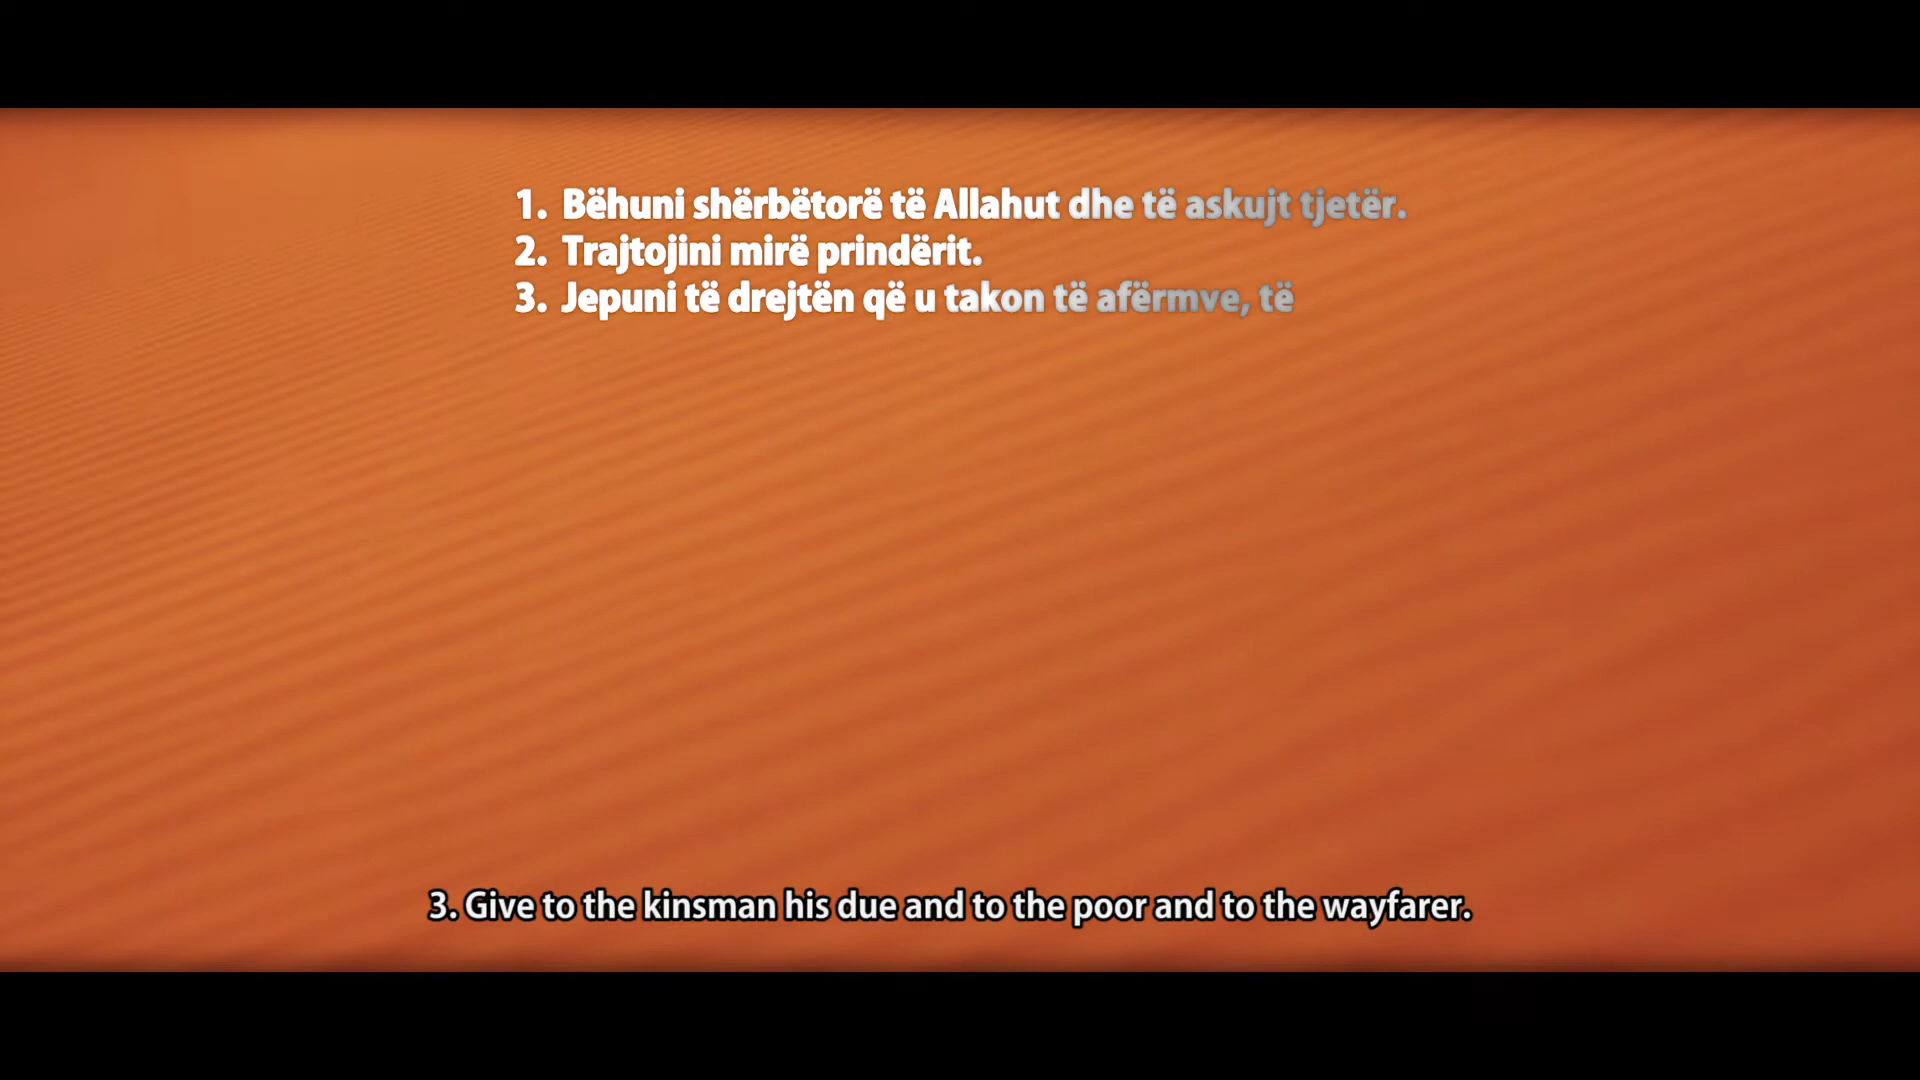 1. Bëhuni shërbëtorë të Allahut dhe të askujt tjetër.
2. Trajtojini mirë prindërit.
3. Jepuni të drejtën që u takon të afërmve, të
3. Give to the kinsman his due and to the poor and to the wayfarer.